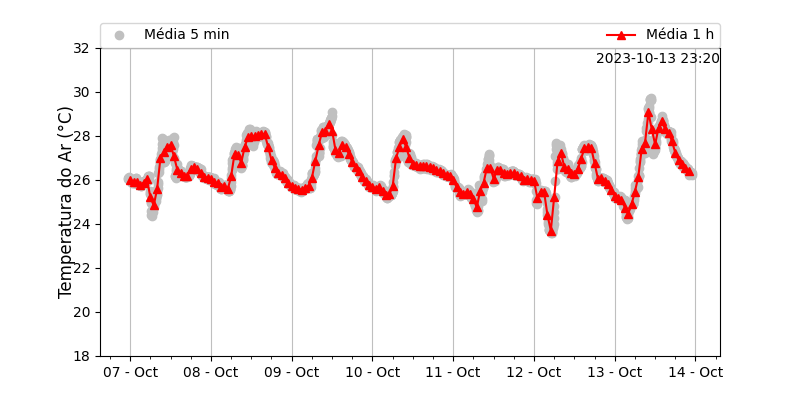 Média 5 min
Média 1 h
2023-10-13 23:20
Temperatura do Ar (°C)
32
30
28
26
24
22
20
18
07 - Oct
08 - Oct
09 - Oct
10 - Oct
11 - Oct
12 - Oct
13 - Oct
14 - Oct